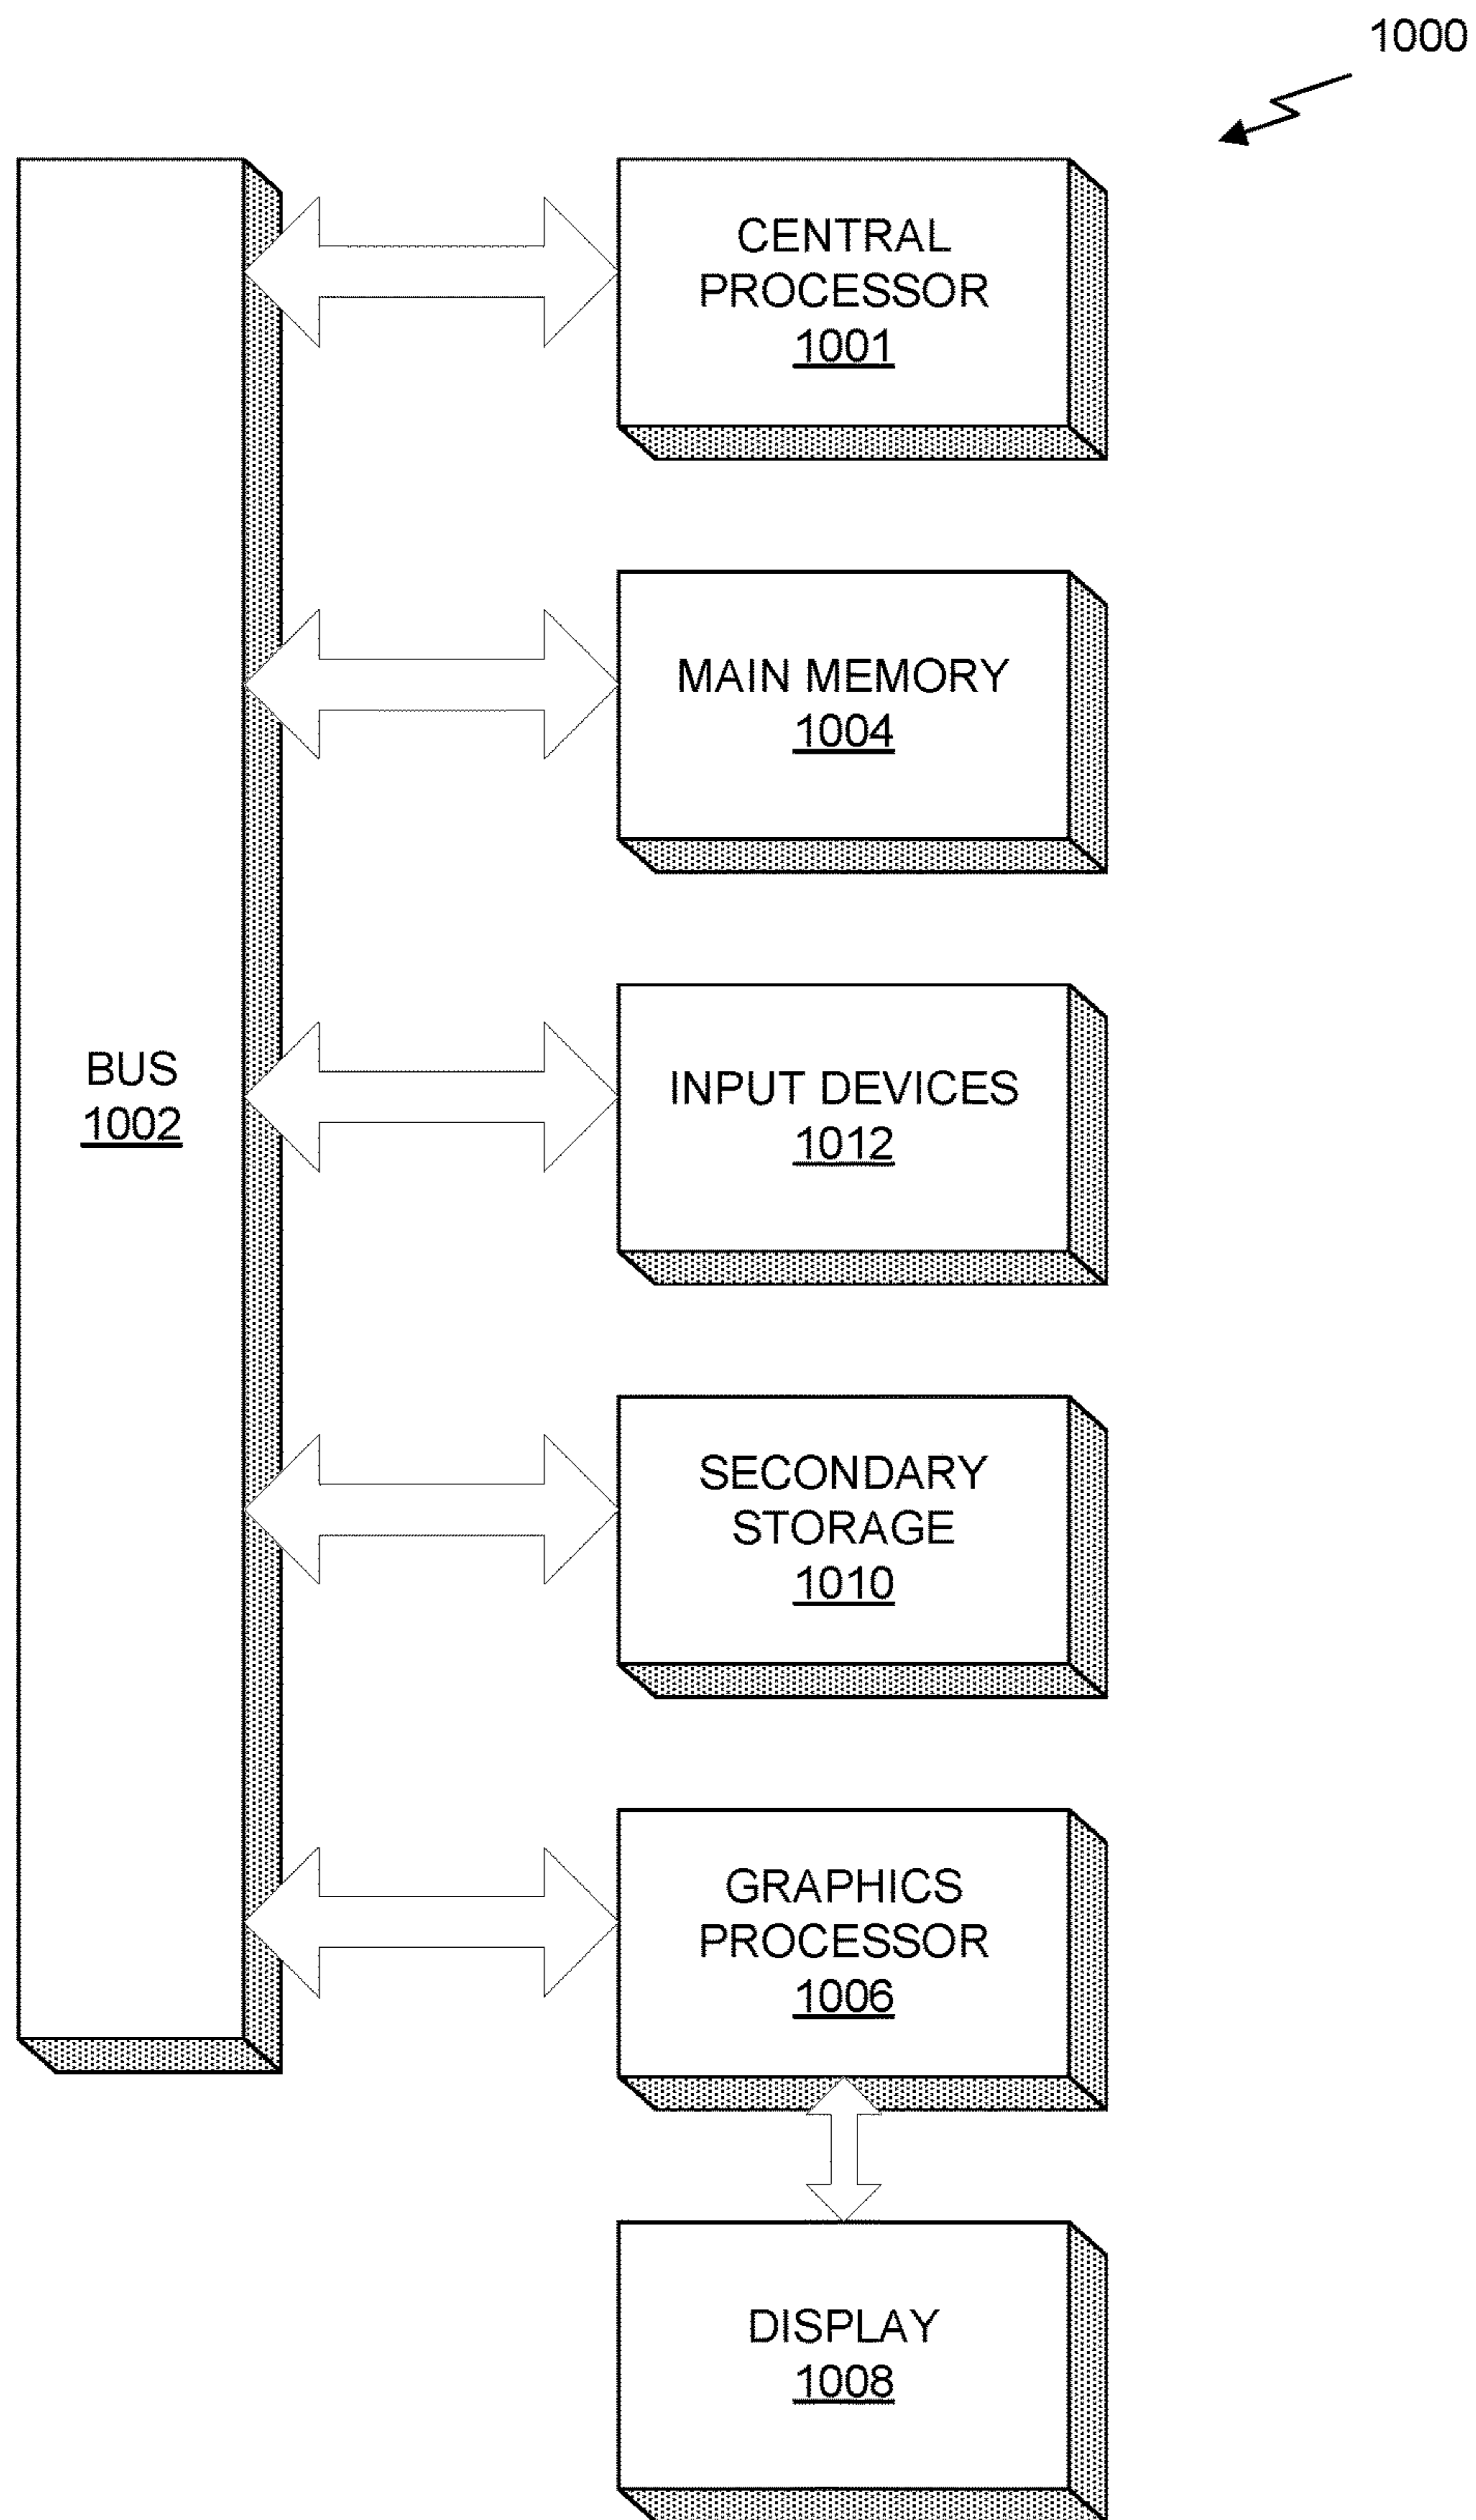 1000
CENTRAL
PROCESSOR
1001
MAIN MEMORY
1004
BUS
1002
INPUT DEVICES
1012
SECONDARY
STORAGE
1010
GRAPHICS
PROCESSOR
1006
DISPLAY
1008